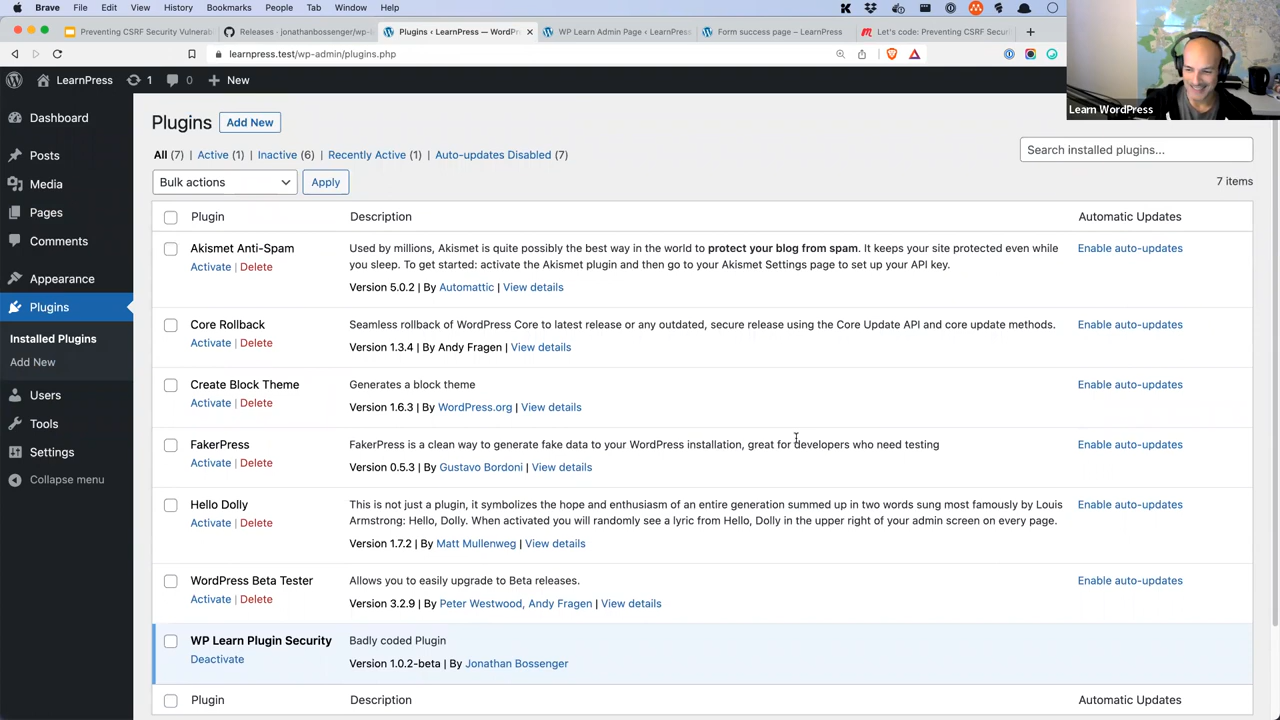 Brave File Edit View History Bookmarks People Tab Window Help
Preventing CSRF Security Vulnerab
Releases · jonathanbossenger/wp-l
Plugins ‹ LearnPress — WordPr
WP Learn Admin Page ‹ LearnPress
Form success page – LearnPress
Let's code: Preventing CSRF Secur
learnpress.test/wp-admin/plugins.php
LearnPress 1 0 New
Learn WordPress
Dashboard
Posts
Media
Pages
Comments
Appearance
Plugins
Installed Plugins
Add New
Users
Tools
Settings
Collapse menu
Plugins Add New
All (7) | Active (1) | Inactive (6) | Recently Active (1) | Auto-updates Disabled (7)
Search installed plugins...
Bulk actions Apply
7 items
Plugin Description Automatic Updates
Akismet Anti-Spam
Activate | Delete
Used by millions, Akismet is quite possibly the best way in the world to protect your blog from spam. It keeps your site protected even while
you sleep. To get started: activate the Akismet plugin and then go to your Akismet Settings page to set up your API key.
Version 5.0.2 | By Automattic | View details
Enable auto-updates
Core Rollback
Activate | Delete
Seamless rollback of WordPress Core to latest release or any outdated, secure release using the Core Update API and core update methods.
Version 1.3.4 | By Andy Fragen | View details
Enable auto-updates
Create Block Theme
Activate | Delete
Generates a block theme
Version 1.6.3 | By WordPress.org | View details
Enable auto-updates
FakerPress
Activate | Delete
FakerPress is a clean way to generate fake data to your WordPress installation, great for developers who need testing
Version 0.5.3 | By Gustavo Bordoni | View details
Enable auto-updates
Hello Dolly
Activate | Delete
This is not just a plugin, it symbolizes the hope and enthusiasm of an entire generation summed up in two words sung most famously by Louis
Armstrong: Hello, Dolly. When activated you will randomly see a lyric from Hello, Dolly in the upper right of your admin screen on every page.
Version 1.7.2 | By Matt Mullenweg | View details
Enable auto-updates
WordPress Beta Tester
Activate | Delete
Allows you to easily upgrade to Beta releases.
Version 3.2.9 | By Peter Westwood, Andy Fragen | View details
Enable auto-updates
WP Learn Plugin Security
Deactivate
Badly coded Plugin
Version 1.0.2-beta | By Jonathan Bossenger
Plugin Description Automatic Updates